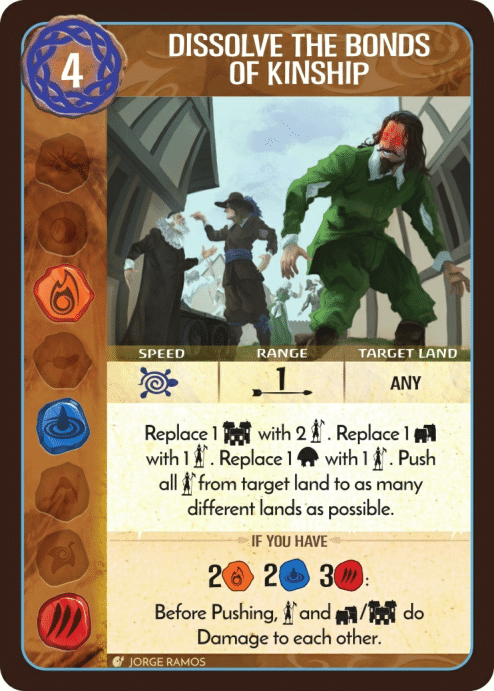 4
DISSOLVE THE BONDS
OF KINSHIP
SPEED RANGE TARGET LAND
1 ANY
Replace 1 with 2 . Replace 1
with 1 . Replace 1 with 1 . Push
all from target land to as many
different lands as possible.
IF YOU HAVE
2 2 3 :
Before Pushing, and / do
Damage to each other.
JORGE RAMOS